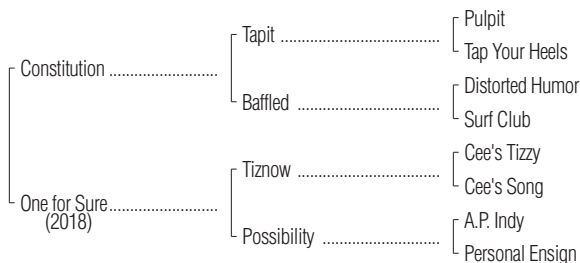 Pulpit
Tapit ........................................
Tap Your Heels
Constitution ...........................
Distorted Humor
Baffled .....................................
Surf Club
Cee's Tizzy
Tiznow .....................................
Cee's Song
One for Sure...........................
(2018)
A.P. Indy
Possibility ................................
Personal Ensign